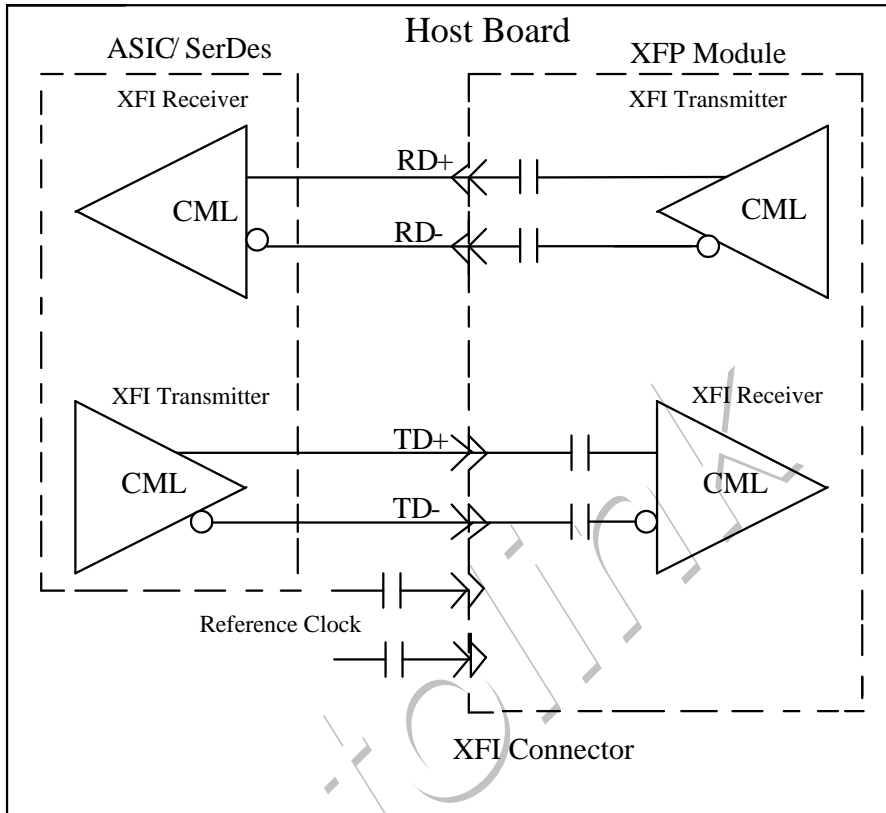 Host Board
ASIC/ SerDes
XFP Module
XFI Receiver
XFI Transmitter
RD+
CML
CML
RD-
XFI Transmitter
XFI Receiver
TD+
CML
CML
TD-
Reference Clock
XFI Connector